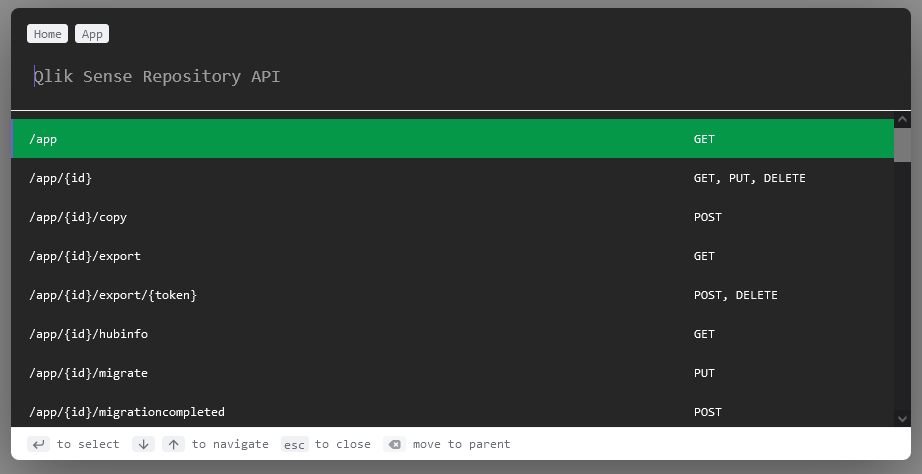 Home App
Qlik Sense Repository API
/app GET
/app/{id} GET, PUT, DELETE
/app/{id}/copy POST
/app/{id}/export GET
/app/{id}/export/{token} POST, DELETE
/app/{id}/hubinfo GET
/app/{id}/migrate PUT
/app/{id}/migrationcompleted POST
to select to navigate esc to close move to parent